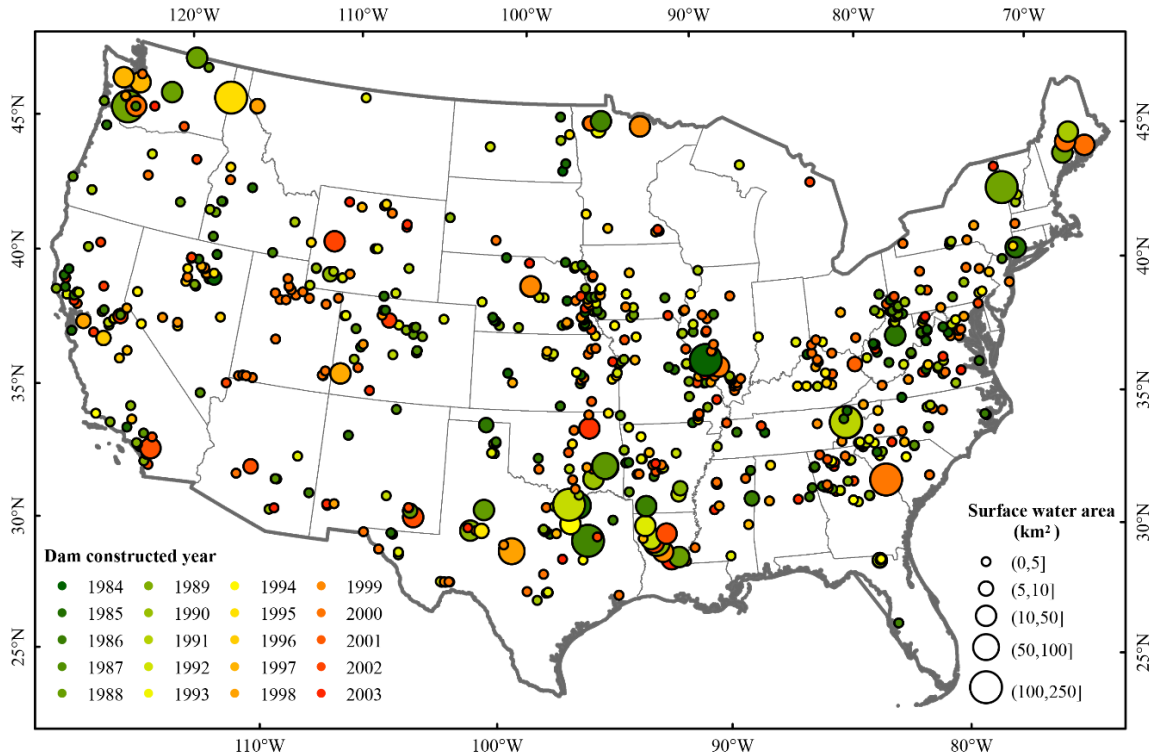 120°W 110°W 100°W 90°W 80°W 70°W
45°N 45°N
40°N 40°N
35°N 35°N
30°N 30°N
25°N 25°N
Surface water area
(km²)
(0,5]
(5,10]
(10,50]
(50,100]
(100,250]
Dam constructed year
1984 1989 1994 1999
1985 1990 1995 2000
1986 1991 1996 2001
1987 1992 1997 2002
1988 1993 1998 2003
110°W 100°W 90°W 80°W